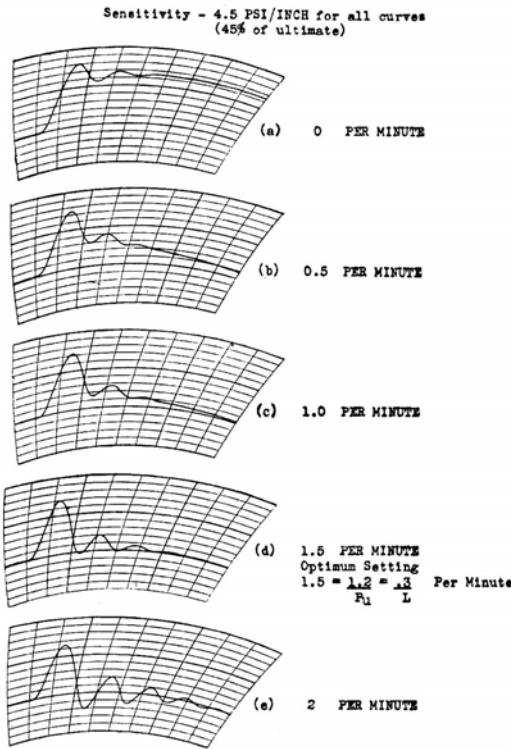 Sensitivity - 4.5 PSI/INCH for all curves
(45% of ultimate)
(a) 0 PER MINUTE
(b) 0.5 PER MINUTE
(c) 1.0 PER MINUTE
(d) 1.5 PER MINUTE
Optimum Setting
1.5 = 1.2 = .3 Per Minute
Pu L
(e) 2 PER MINUTE